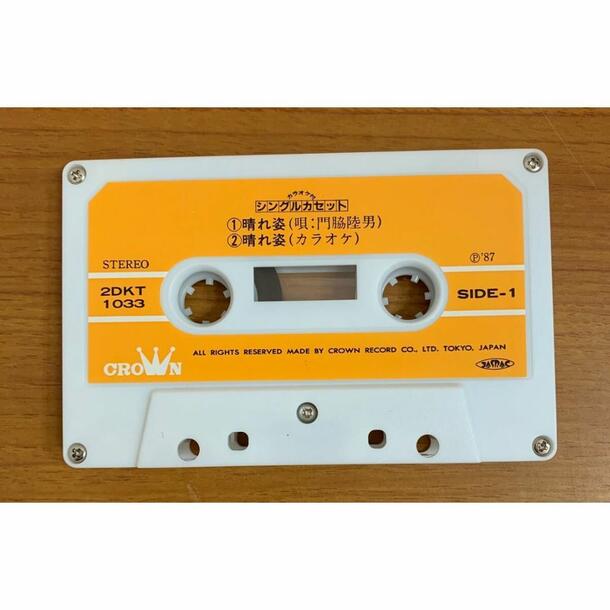 カラオケ付
シングルカセット
①晴れ姿(唄:門脇陸男)
②晴れ姿(カラオケ)
STEREO
Ⓟ'87
2DKT
1033
SIDE-1
CROWN
ALL RIGHTS RESERVED MADE BY CROWN RECORD CO., LTD. TOKYO, JAPAN
JASRAC